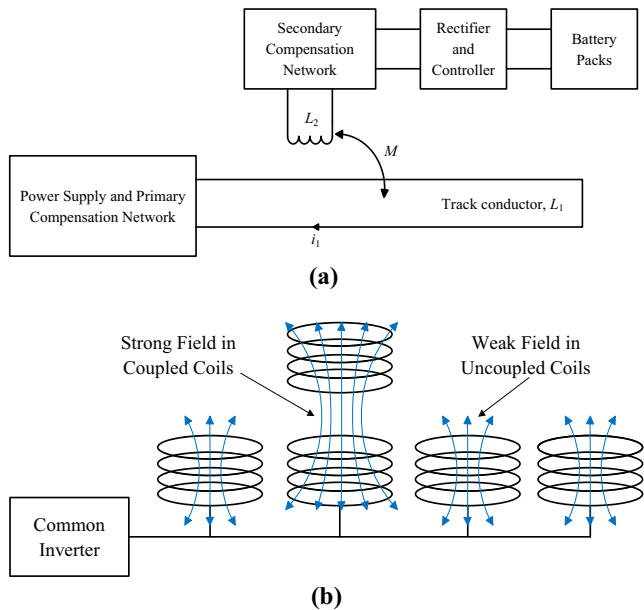 Secondary
Compensation
Network
Rectifier
and
Controller
Battery
Packs
L2
M
Power Supply and Primary
Compensation Network
Track conductor, L1
i1
(a)
Strong Field in
Coupled Coils
Weak Field in
Uncoupled Coils
Common
Inverter
(b)